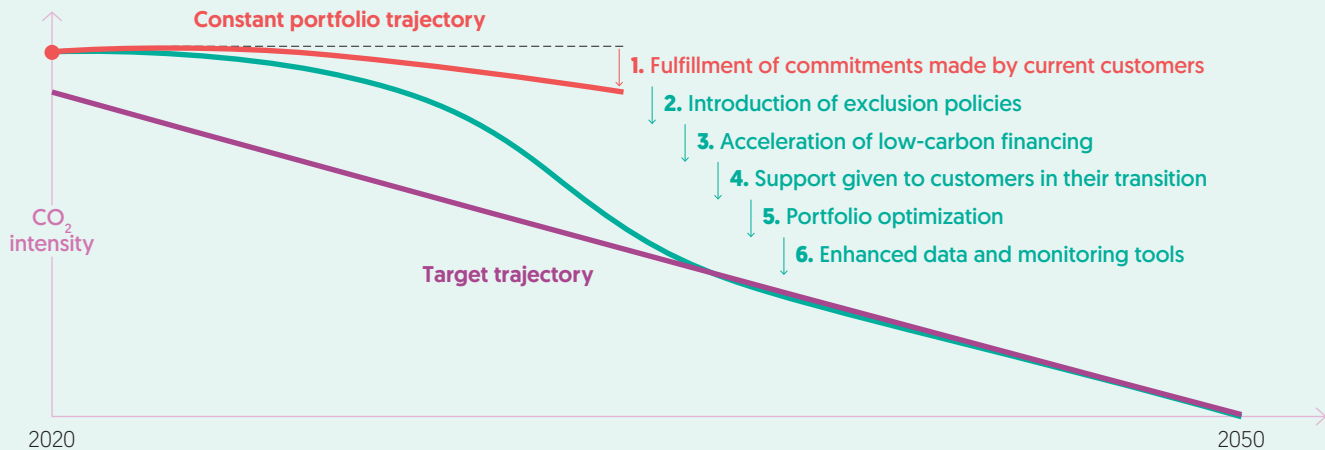 Constant portfolio trajectory
1. Fulfillment of commitments made by current customers
2. Introduction of exclusion policies
3. Acceleration of low-carbon financing
4. Support given to customers in their transition
5. Portfolio optimization
6. Enhanced data and monitoring tools
CO₂
intensity
Target trajectory
2020
2050